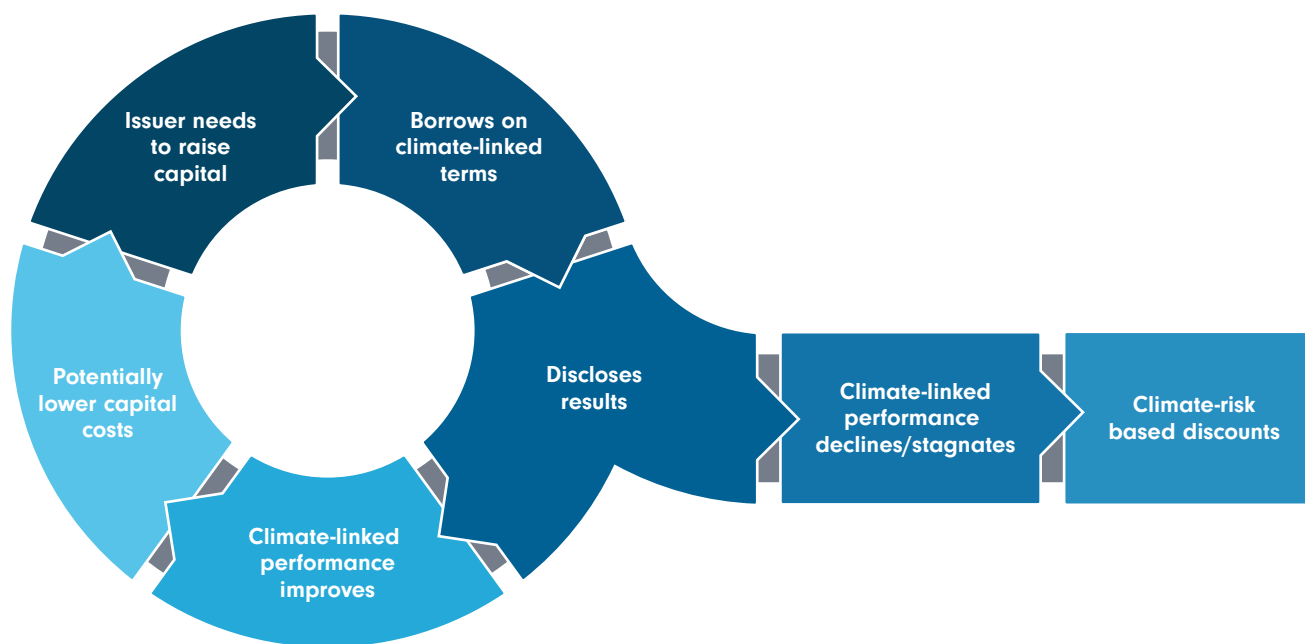 Issuer needs
to raise
capital
Borrows on
climate-linked
terms
Discloses
results
Climate-linked
performance
declines/stagnates
Climate-risk
based discounts
Climate-linked
performance
improves
Potentially
lower capital
costs